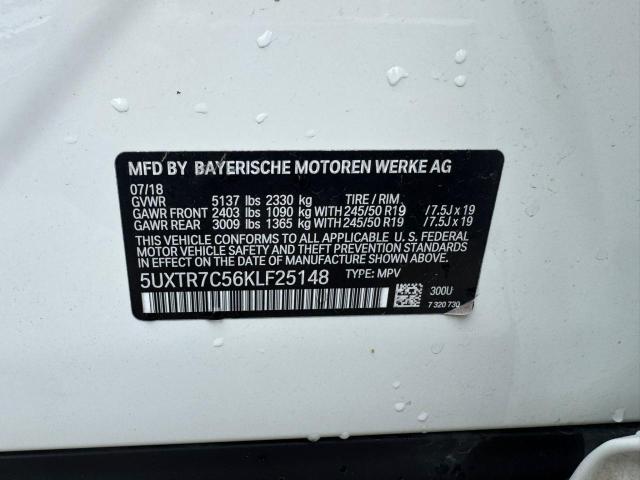 MFD BY BAYERISCHE MOTOREN WERKE AG
07/18
GVWR 5137 lbs 2330 kg TIRE / RIM
GAWR FRONT 2403 lbs 1090 kg WITH 245/50 R19 /7.5J x 19
GAWR REAR 3009 lbs 1365 kg WITH 245/50 R19 /7.5J x 19
THIS VEHICLE CONFORMS TO ALL APPLICABLE U. S. FEDERAL
MOTOR VEHICLE SAFETY, BUMPER, AND THEFT PREVENTION
STANDARDS IN EFFECT ON THE DATE OF MANUFACTURE SHOWN ABOVE.
5UXTR7C56KLF25148 TYPE: MPV
300U
7 320 730